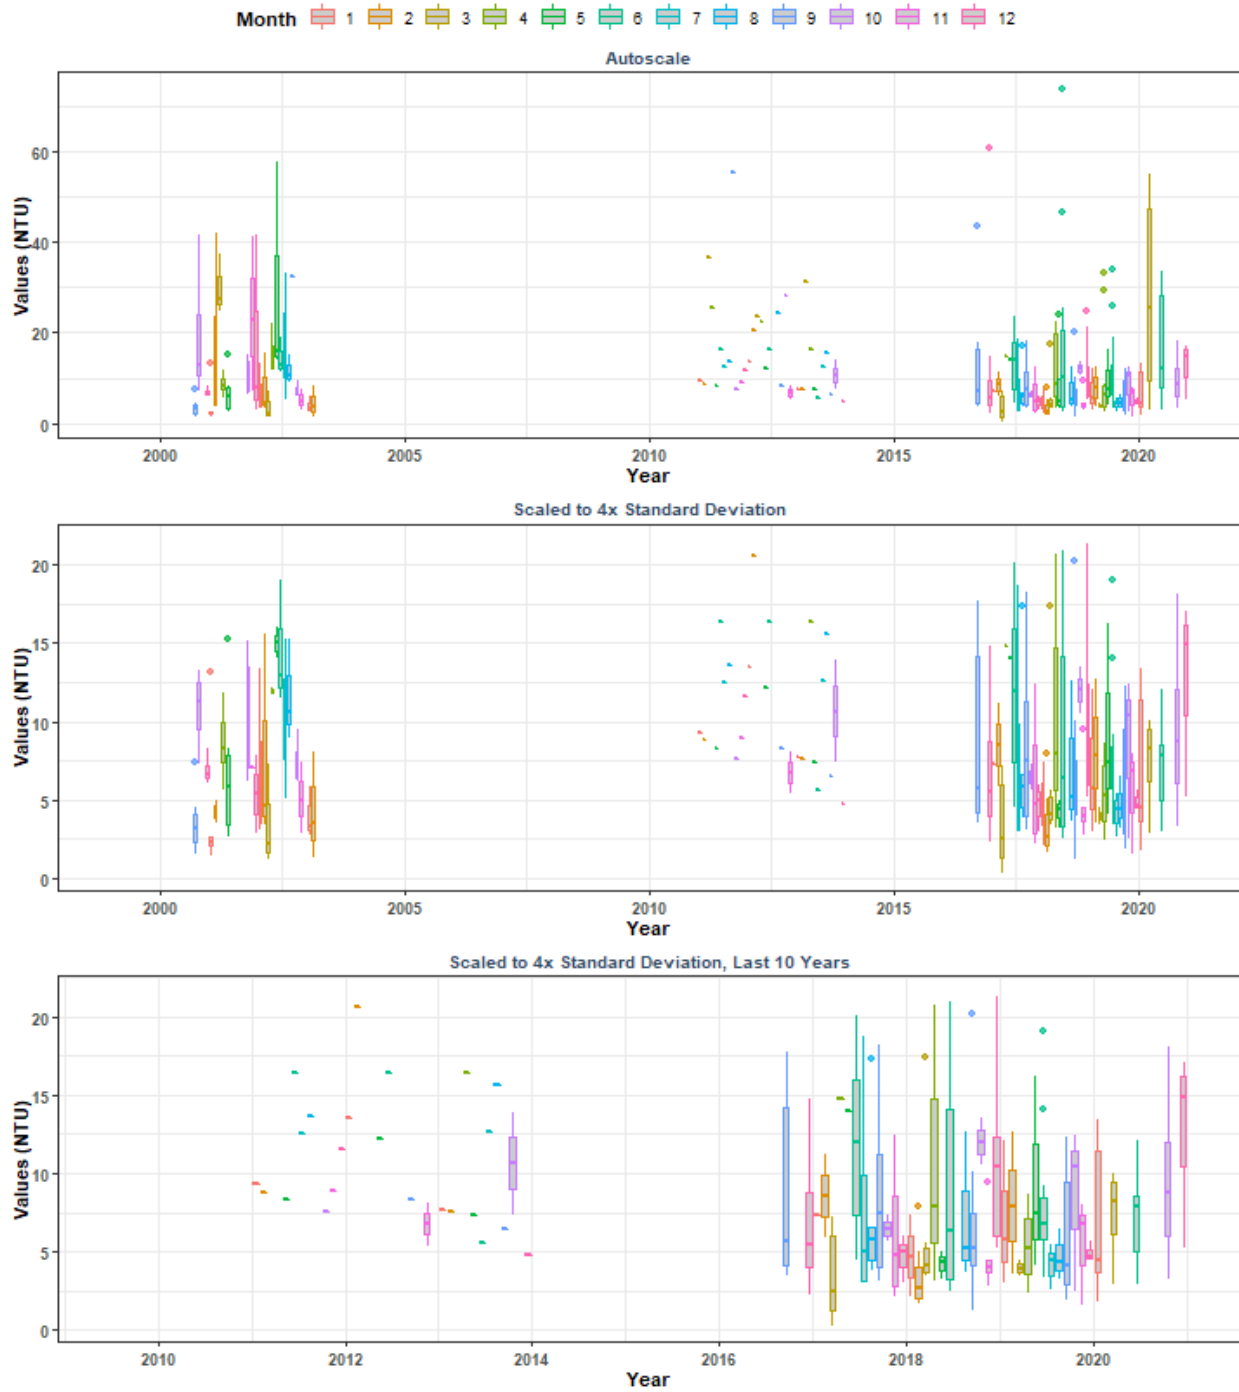 Month 1 2 3 4 5 6 7 8 9 10 11 12
Autoscale
Values (NTU)
60
40
20
0
2000 2005 2010 2015 2020
Year
Scaled to 4x Standard Deviation
Values (NTU)
20
15
10
5
0
2000 2005 2010 2015 2020
Year
Scaled to 4x Standard Deviation, Last 10 Years
Values (NTU)
20
15
10
5
0
2010 2012 2014 2016 2018 2020
Year